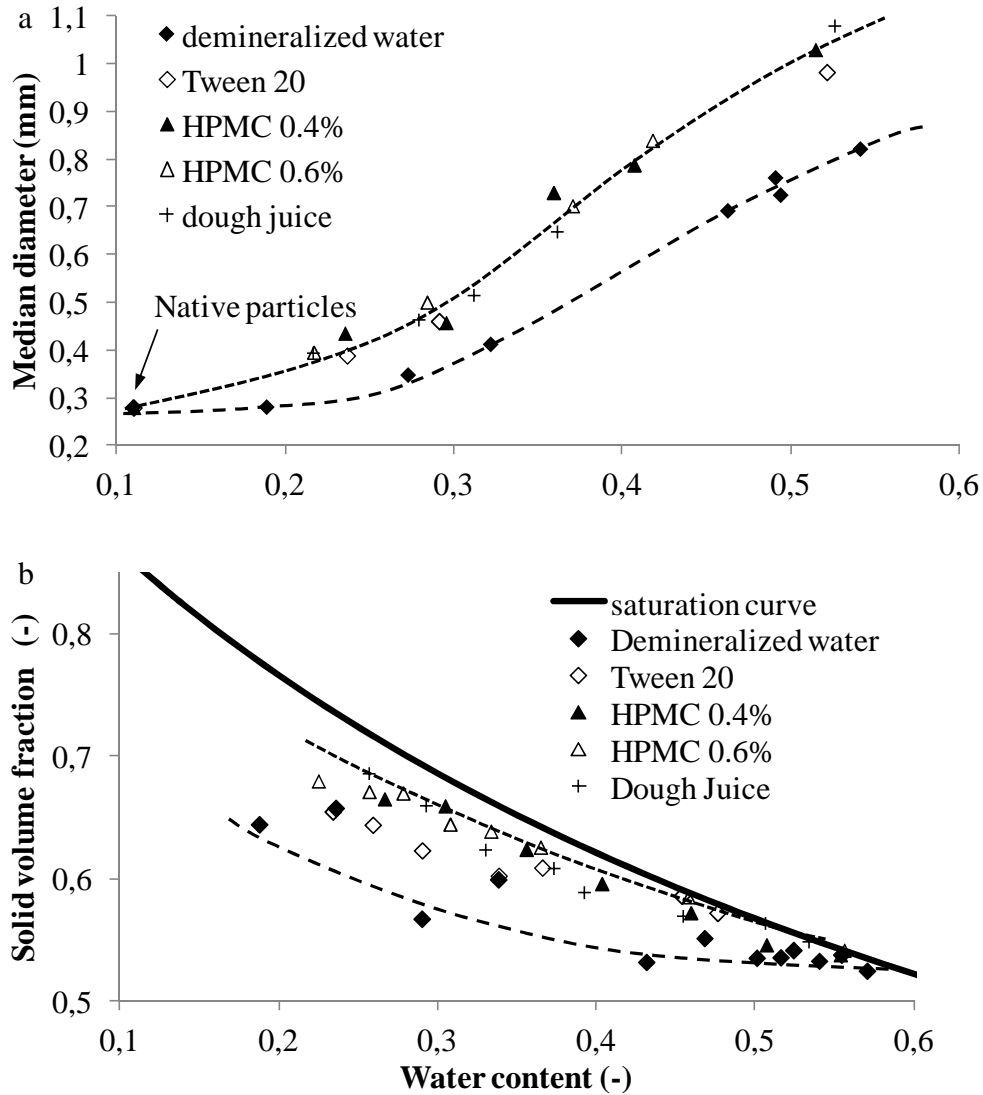 a
1,1
1
0,9
0,8
0,7
0,6
0,5
0,4
0,3
0,2
Median diameter (mm)
demineralized water
Tween 20
HPMC 0.4%
HPMC 0.6%
dough juice
Native particles
0,1 0,2 0,3 0,4 0,5 0,6
b
0,8
0,7
0,6
0,5
Solid volume fraction (-)
saturation curve
Demineralized water
Tween 20
HPMC 0.4%
HPMC 0.6%
Dough Juice
0,1 0,2 0,3 0,4 0,5 0,6
Water content (-)